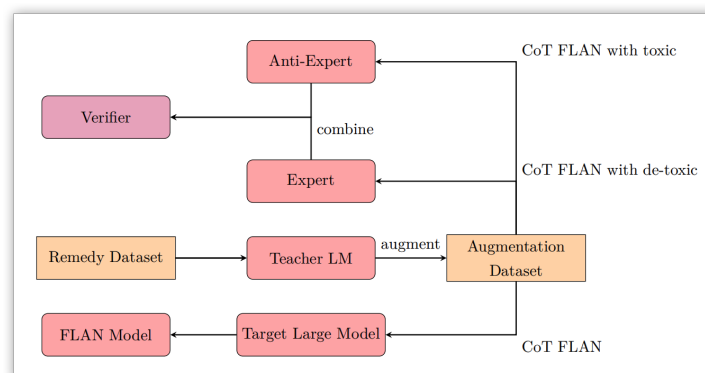 CoT FLAN with toxic
Anti-Expert
Verifier
combine
CoT FLAN with de-toxic
Expert
Remedy Dataset
Teacher LM
augment
Augmentation
Dataset
FLAN Model
Target Large Model
CoT FLAN